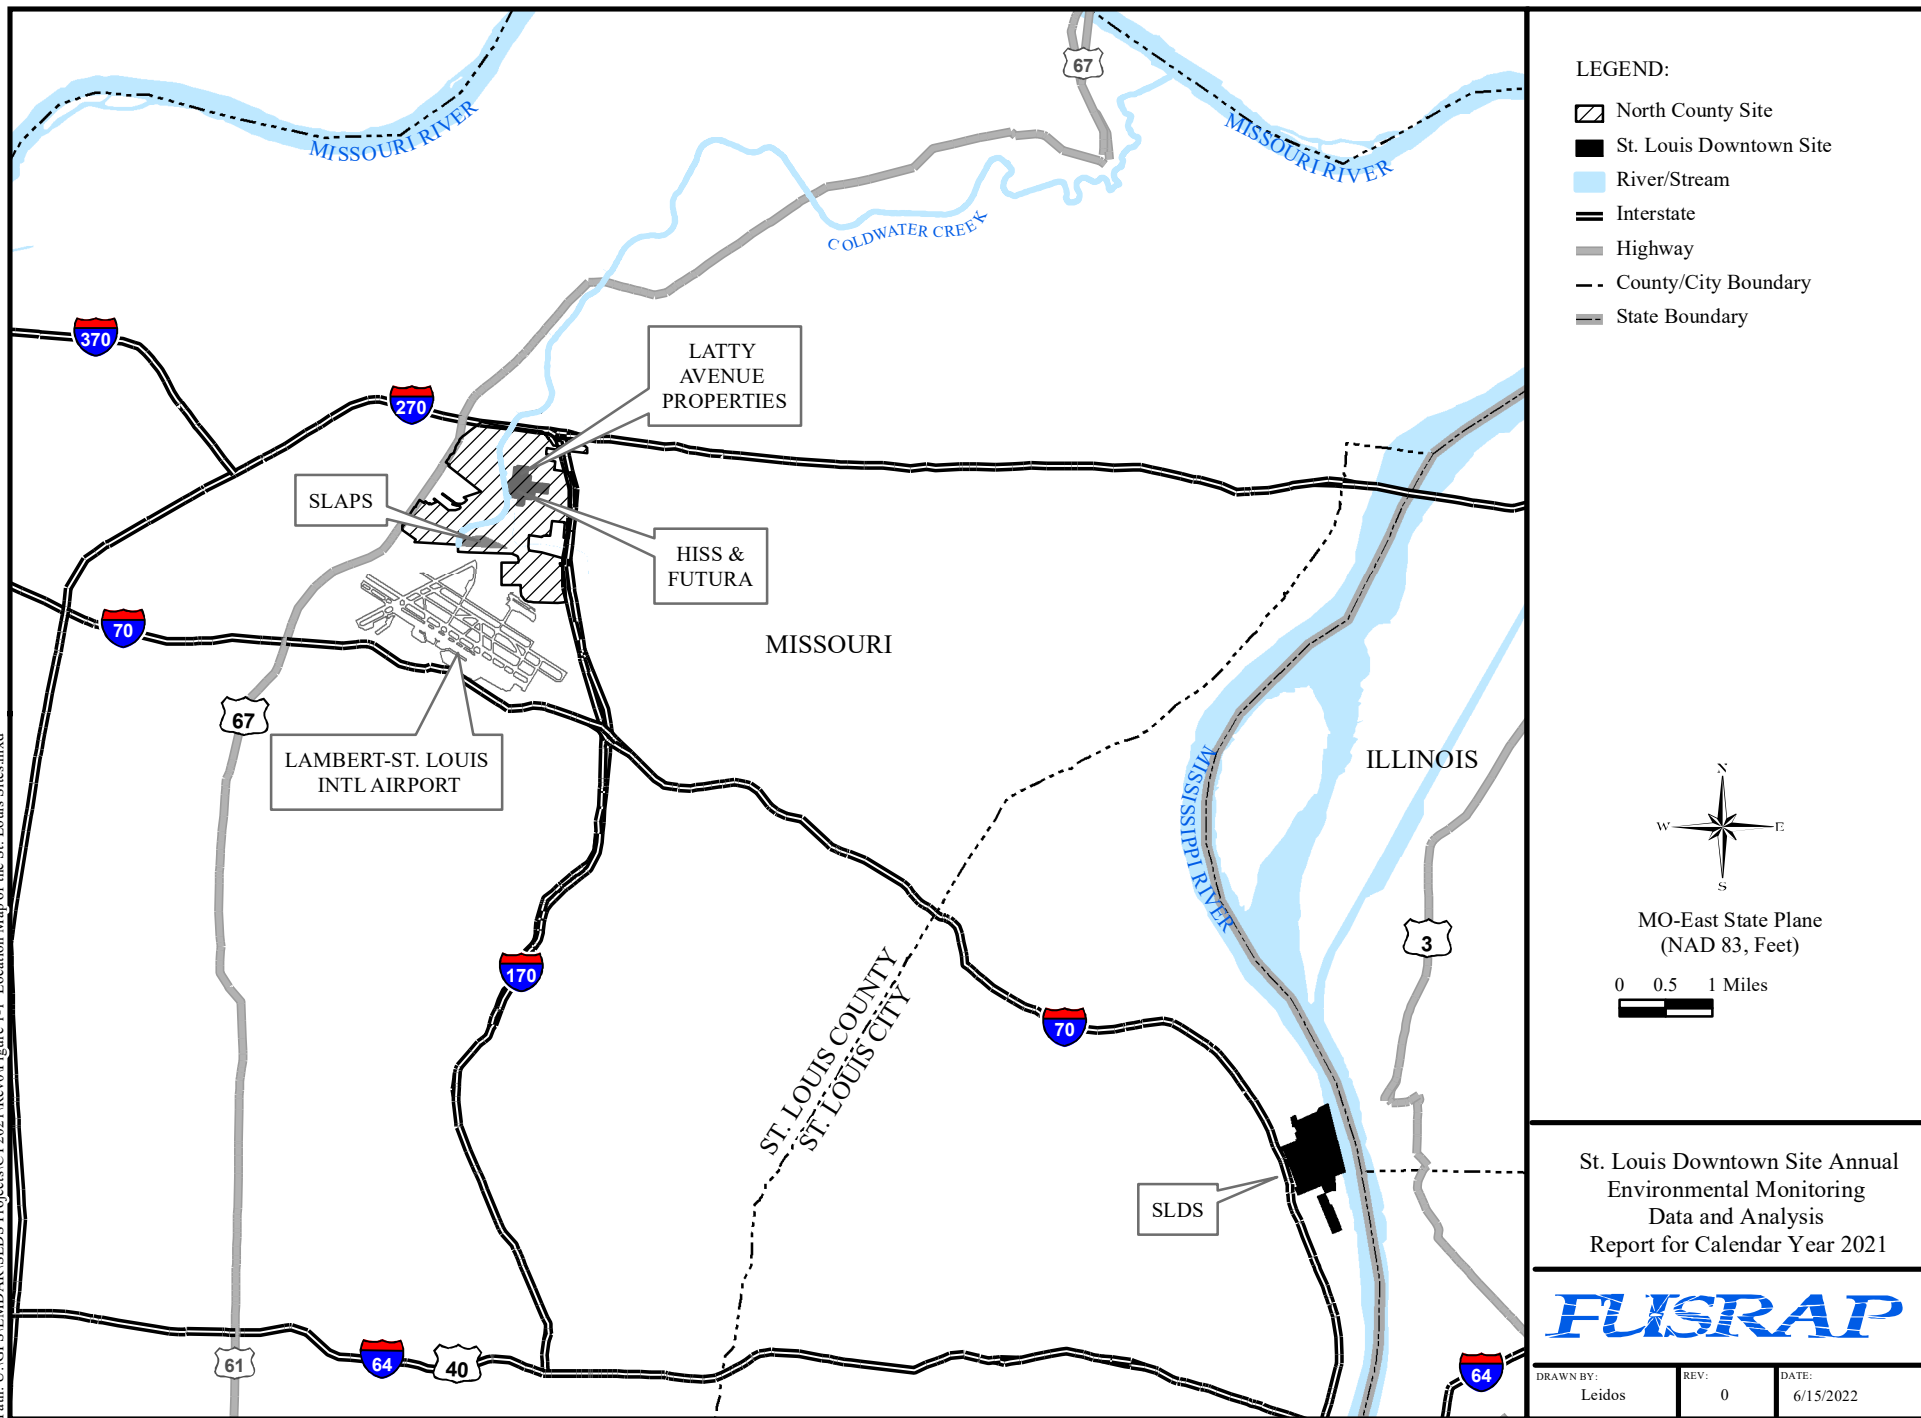 67
MISSOURI RIVER
MISSOURI RIVER
COLDWATER CREEK
370
270
LATTY
AVENUE
PROPERTIES
SLAPS
HISS &
FUTURA
70
MISSOURI
67
LAMBERT-ST. LOUIS
INTL AIRPORT
ILLINOIS
MISSISSIPPI RIVER
3
170
ST. LOUIS COUNTY
ST. LOUIS CITY
70
SLDS
61
64
40
64
LEGEND:
North County Site
St. Louis Downtown Site
River/Stream
Interstate
Highway
County/City Boundary
State Boundary
N
W E
S
MO-East State Plane
(NAD 83, Feet)
0 0.5 1 Miles
St. Louis Downtown Site Annual
Environmental Monitoring
Data and Analysis
Report for Calendar Year 2021
FUSRAP
DRAWN BY:
Leidos
REV:
0
DATE:
6/15/2022